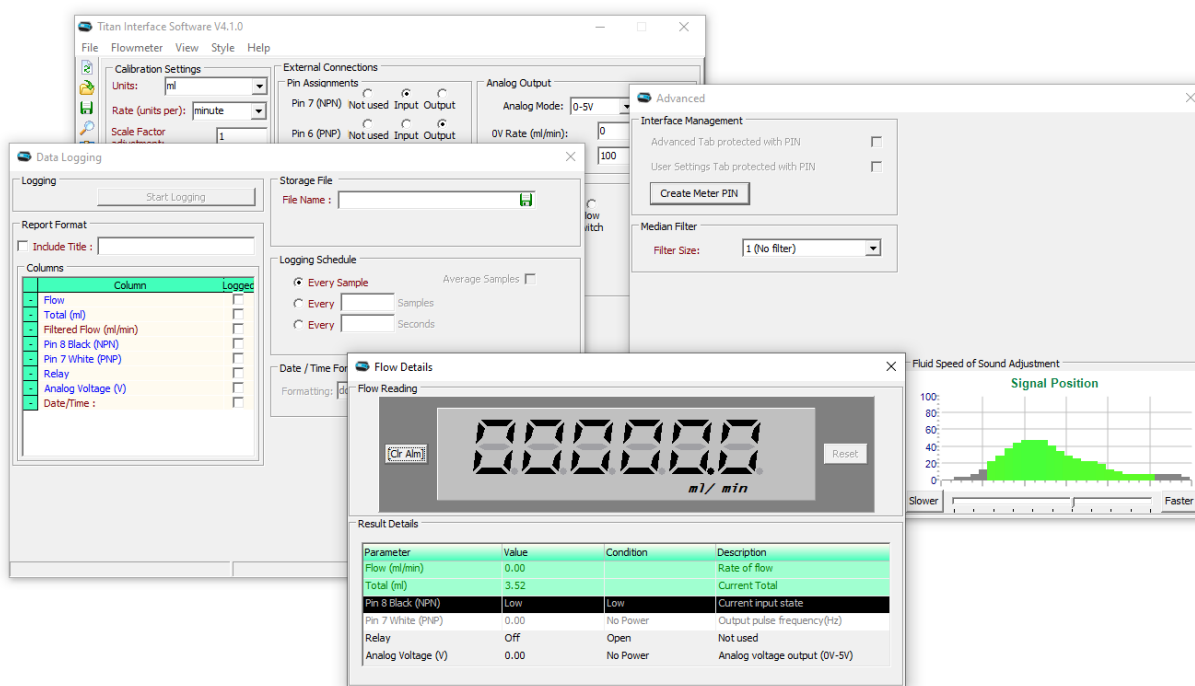 Titan Interface Software V4.1.0
File Flowmeter View Style Help
Calibration Settings
Units: ml
Rate (units per): minute
Scale Factor 1
External Connections
Pin Assignments
Pin 7 (NPN) Not used Input Output
Pin 6 (PNP) Not used Input Output
Analog Output
Analog Mode: 0-5V
0V Rate (ml/min): 0
100
Data Logging
Logging
Start Logging
Report Format
Include Title :
Columns
Column Logged
- Flow
- Total (ml)
- Filtered Flow (ml/min)
- Pin 8 Black (NPN)
- Pin 7 White (PNP)
- Relay
- Analog Voltage (V)
- Date/Time :
Storage File
File Name :
Logging Schedule
Every Sample Average Samples
Every Samples
Every Seconds
Date / Time For
Formatting:
Advanced
Interface Management
Advanced Tab protected with PIN
User Settings Tab protected with PIN
Create Meter PIN
Median Filter
Filter Size: 1 (No filter)
Fluid Speed of Sound Adjustment
Signal Position
100
80
60
40
20
0
Slower Faster
Flow Details
Flow Reading
Clr Alm 00000.0 Reset
ml/ min
Result Details
Parameter Value Condition Description
Flow (ml/min) 0.00 Rate of flow
Total (ml) 3.52 Current Total
Pin 8 Black (NPN) Low Low Current input state
Pin 7 White (PNP) 0.00 No Power Output pulse frequency(Hz)
Relay Off Open Not used
Analog Voltage (V) 0.00 No Power Analog voltage output (0V-5V)